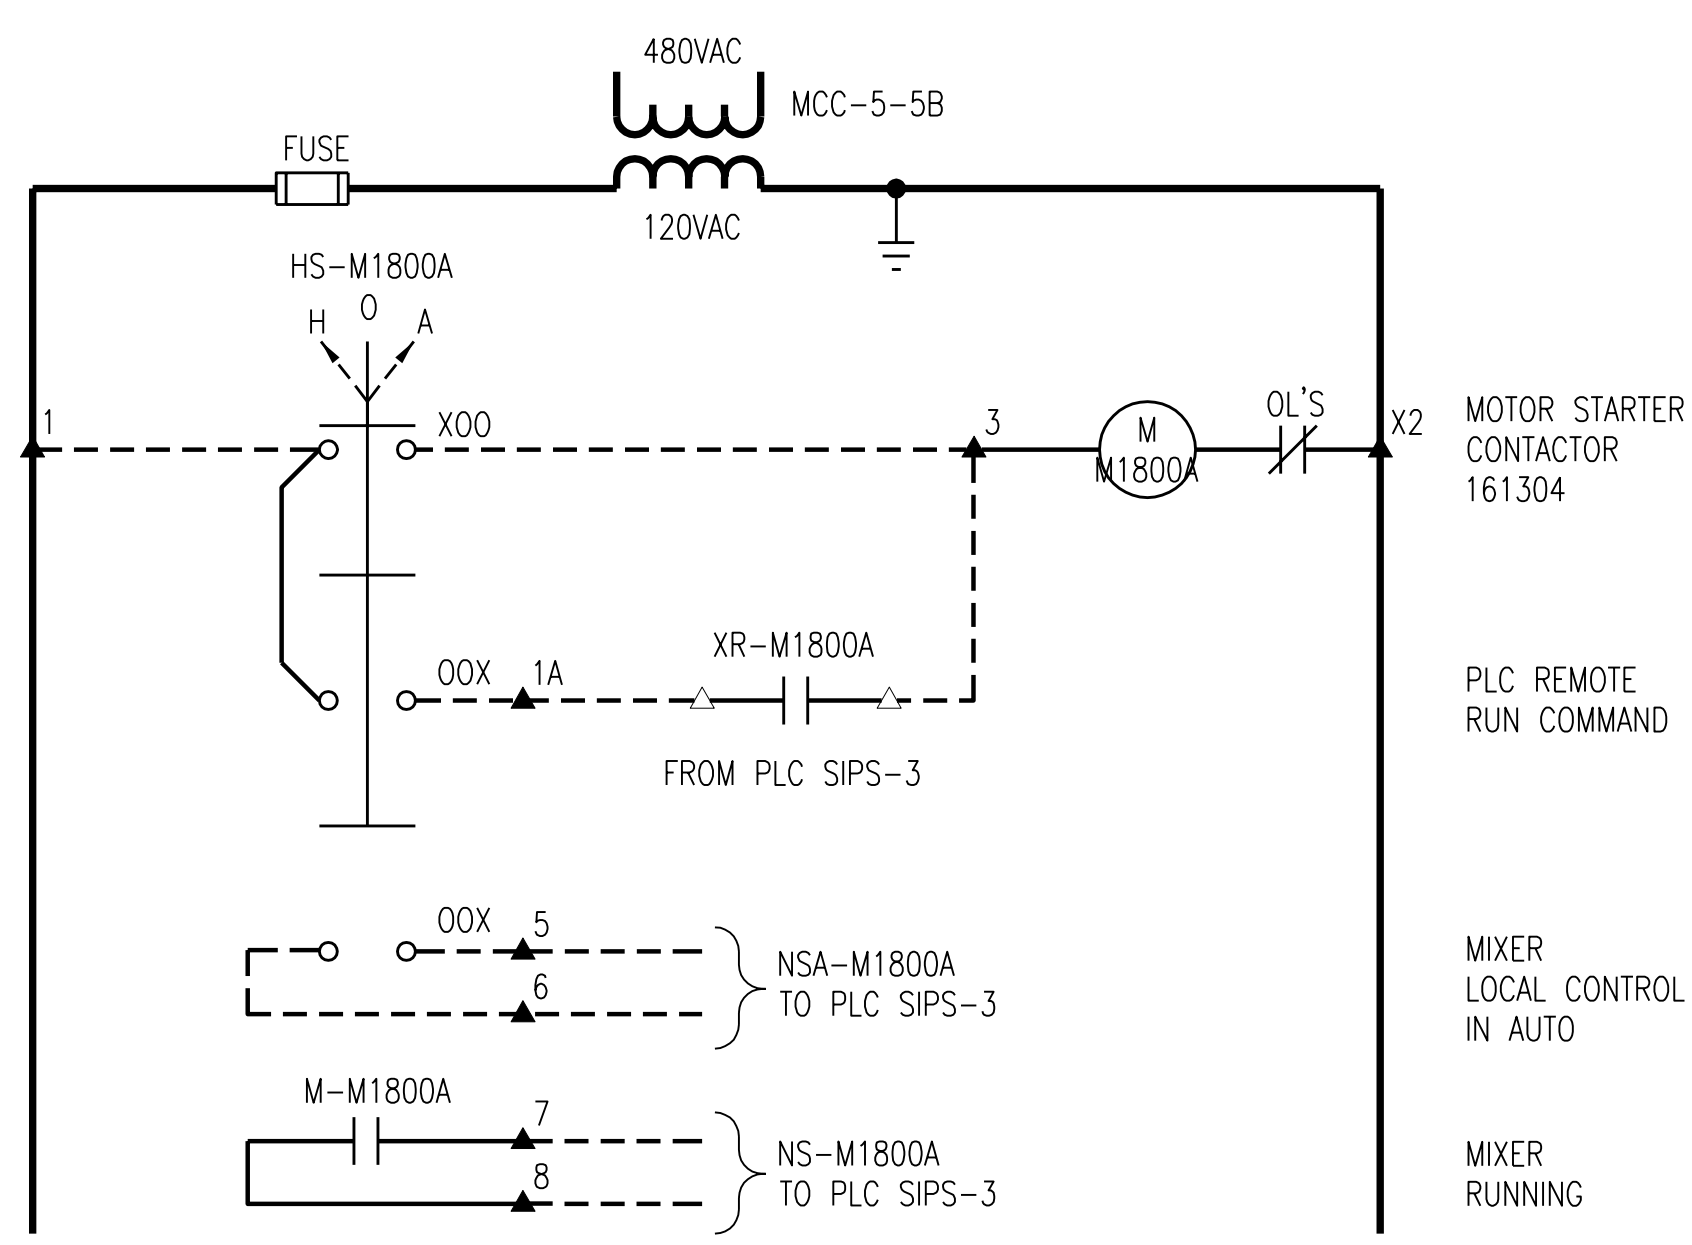 480VAC
MCC-5-5B
FUSE
120VAC
HS-M1800A
O
H
A
1
XOO
3
M
M1800A
OL'S
X2
MOTOR STARTER
CONTACTOR
161304
XR-M1800A
OOX
1A
PLC REMOTE
RUN COMMAND
FROM PLC SIPS-3
OOX
5
6
NSA-M1800A
TO PLC SIPS-3
MIXER
LOCAL CONTROL
IN AUTO
M-M1800A
7
8
NS-M1800A
TO PLC SIPS-3
MIXER
RUNNING